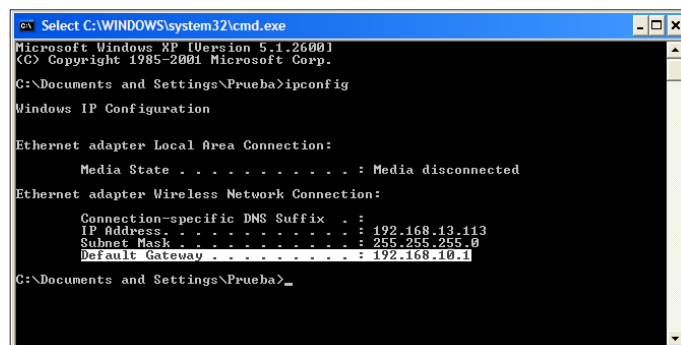 Select C:\WINDOWS\system32\cmd.exe
Microsoft Windows XP [Version 5.1.2600]
(C) Copyright 1985-2001 Microsoft Corp.
C:\Documents and Settings\Prueba>ipconfig
Windows IP Configuration
Ethernet adapter Local Area Connection:
Media State . . . . . . . . . . . : Media disconnected
Ethernet adapter Wireless Network Connection:
Connection-specific DNS Suffix  . :
IP Address. . . . . . . . . . . . : 192.168.13.113
Subnet Mask . . . . . . . . . . . : 255.255.255.0
Default Gateway . . . . . . . . . : 192.168.10.1
C:\Documents and Settings\Prueba>_